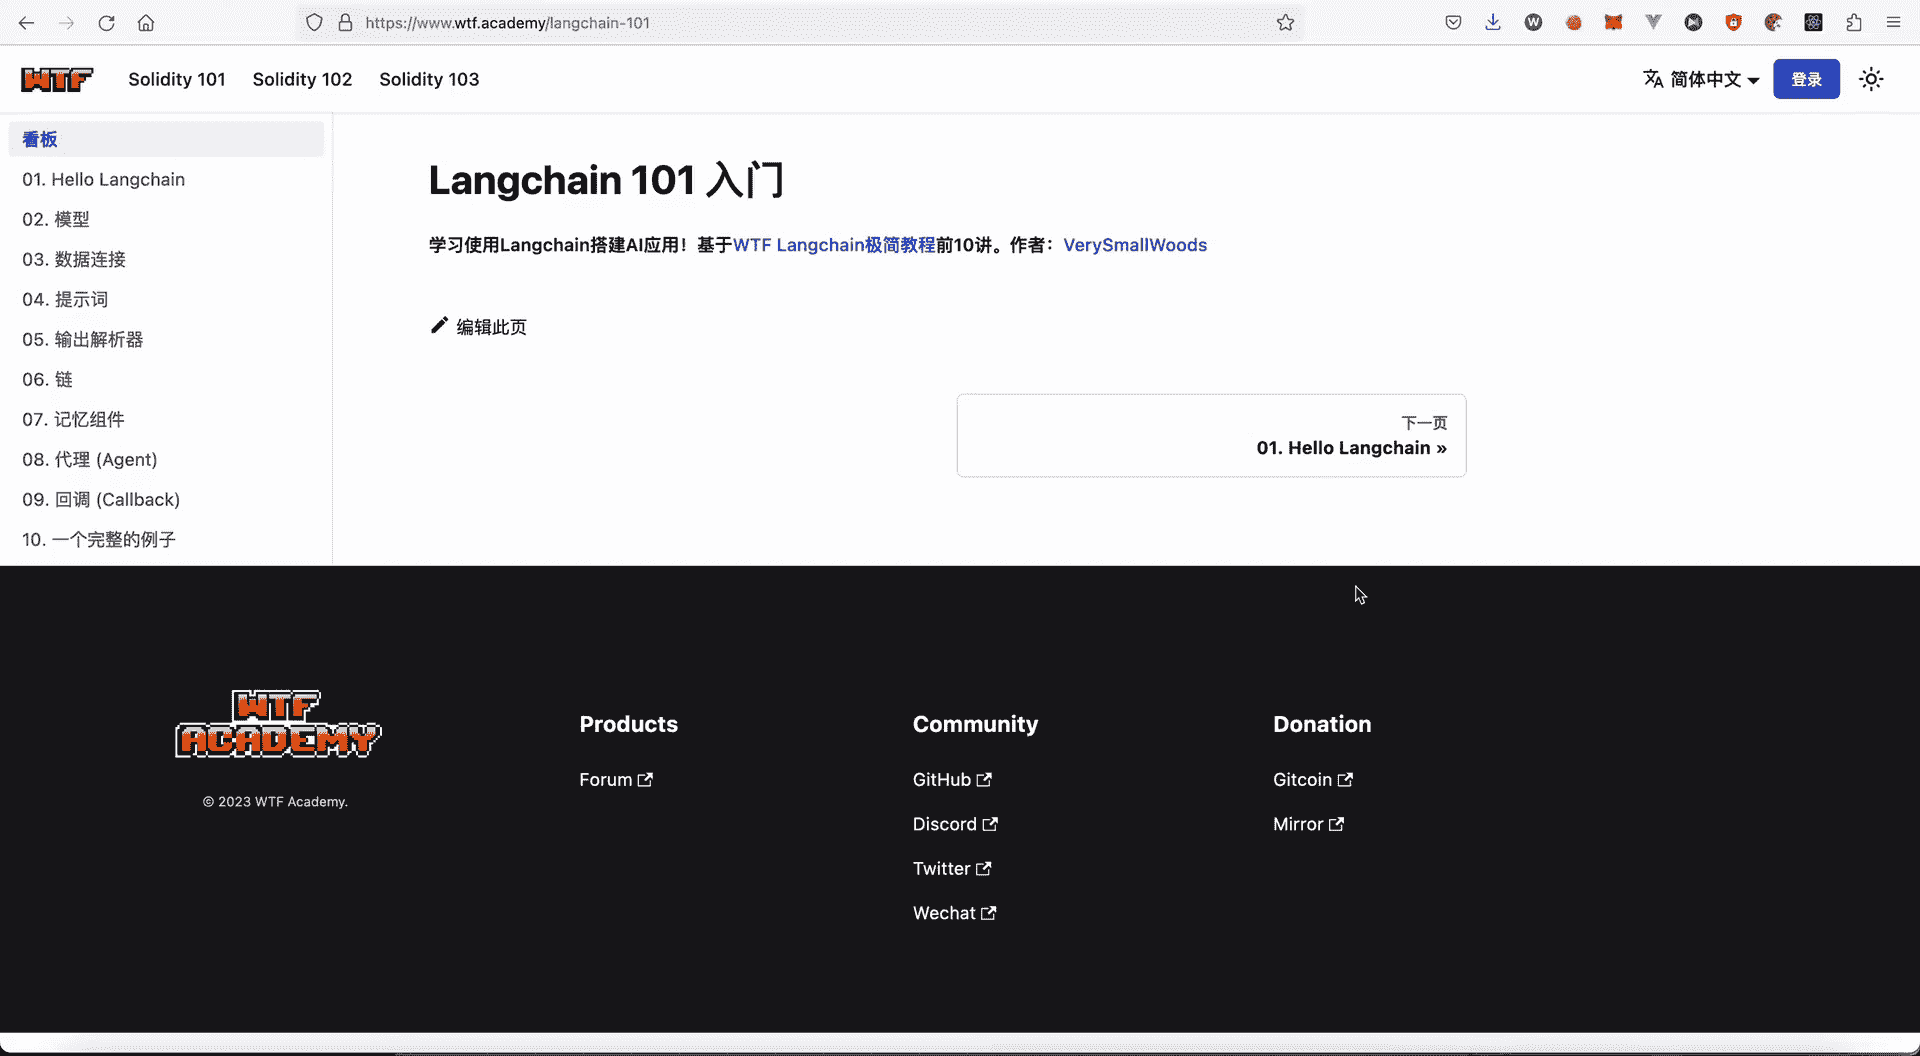 https://www.wtf.academy/langchain-101
WTF
Solidity 101
Solidity 102
Solidity 103
简体中文
登录
看板
01. Hello Langchain
02. 模型
03. 数据连接
04. 提示词
05. 输出解析器
06. 链
07. 记忆组件
08. 代理 (Agent)
09. 回调 (Callback)
10. 一个完整的例子
Langchain 101 入门
学习使用Langchain搭建AI应用！基于WTF Langchain极简教程前10讲。作者：VerySmallWoods
编辑此页
下一页
01. Hello Langchain »
WTF
ACADEMY
© 2023 WTF Academy.
Products
Forum
Community
GitHub
Discord
Twitter
Wechat
Donation
Gitcoin
Mirror